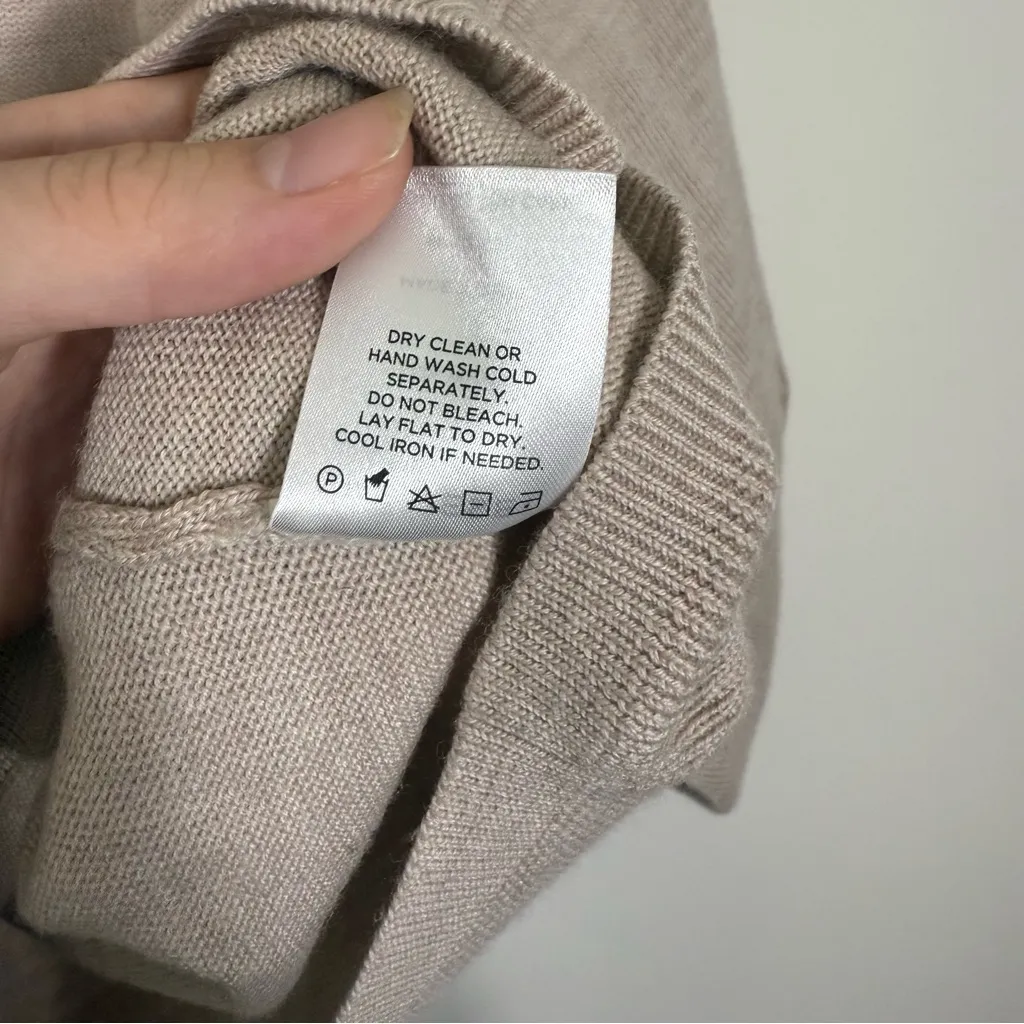 DRY CLEAN OR
HAND WASH COLD
SEPARATELY.
DO NOT BLEACH.
LAY FLAT TO DRY.
COOL IRON IF NEEDED.
P